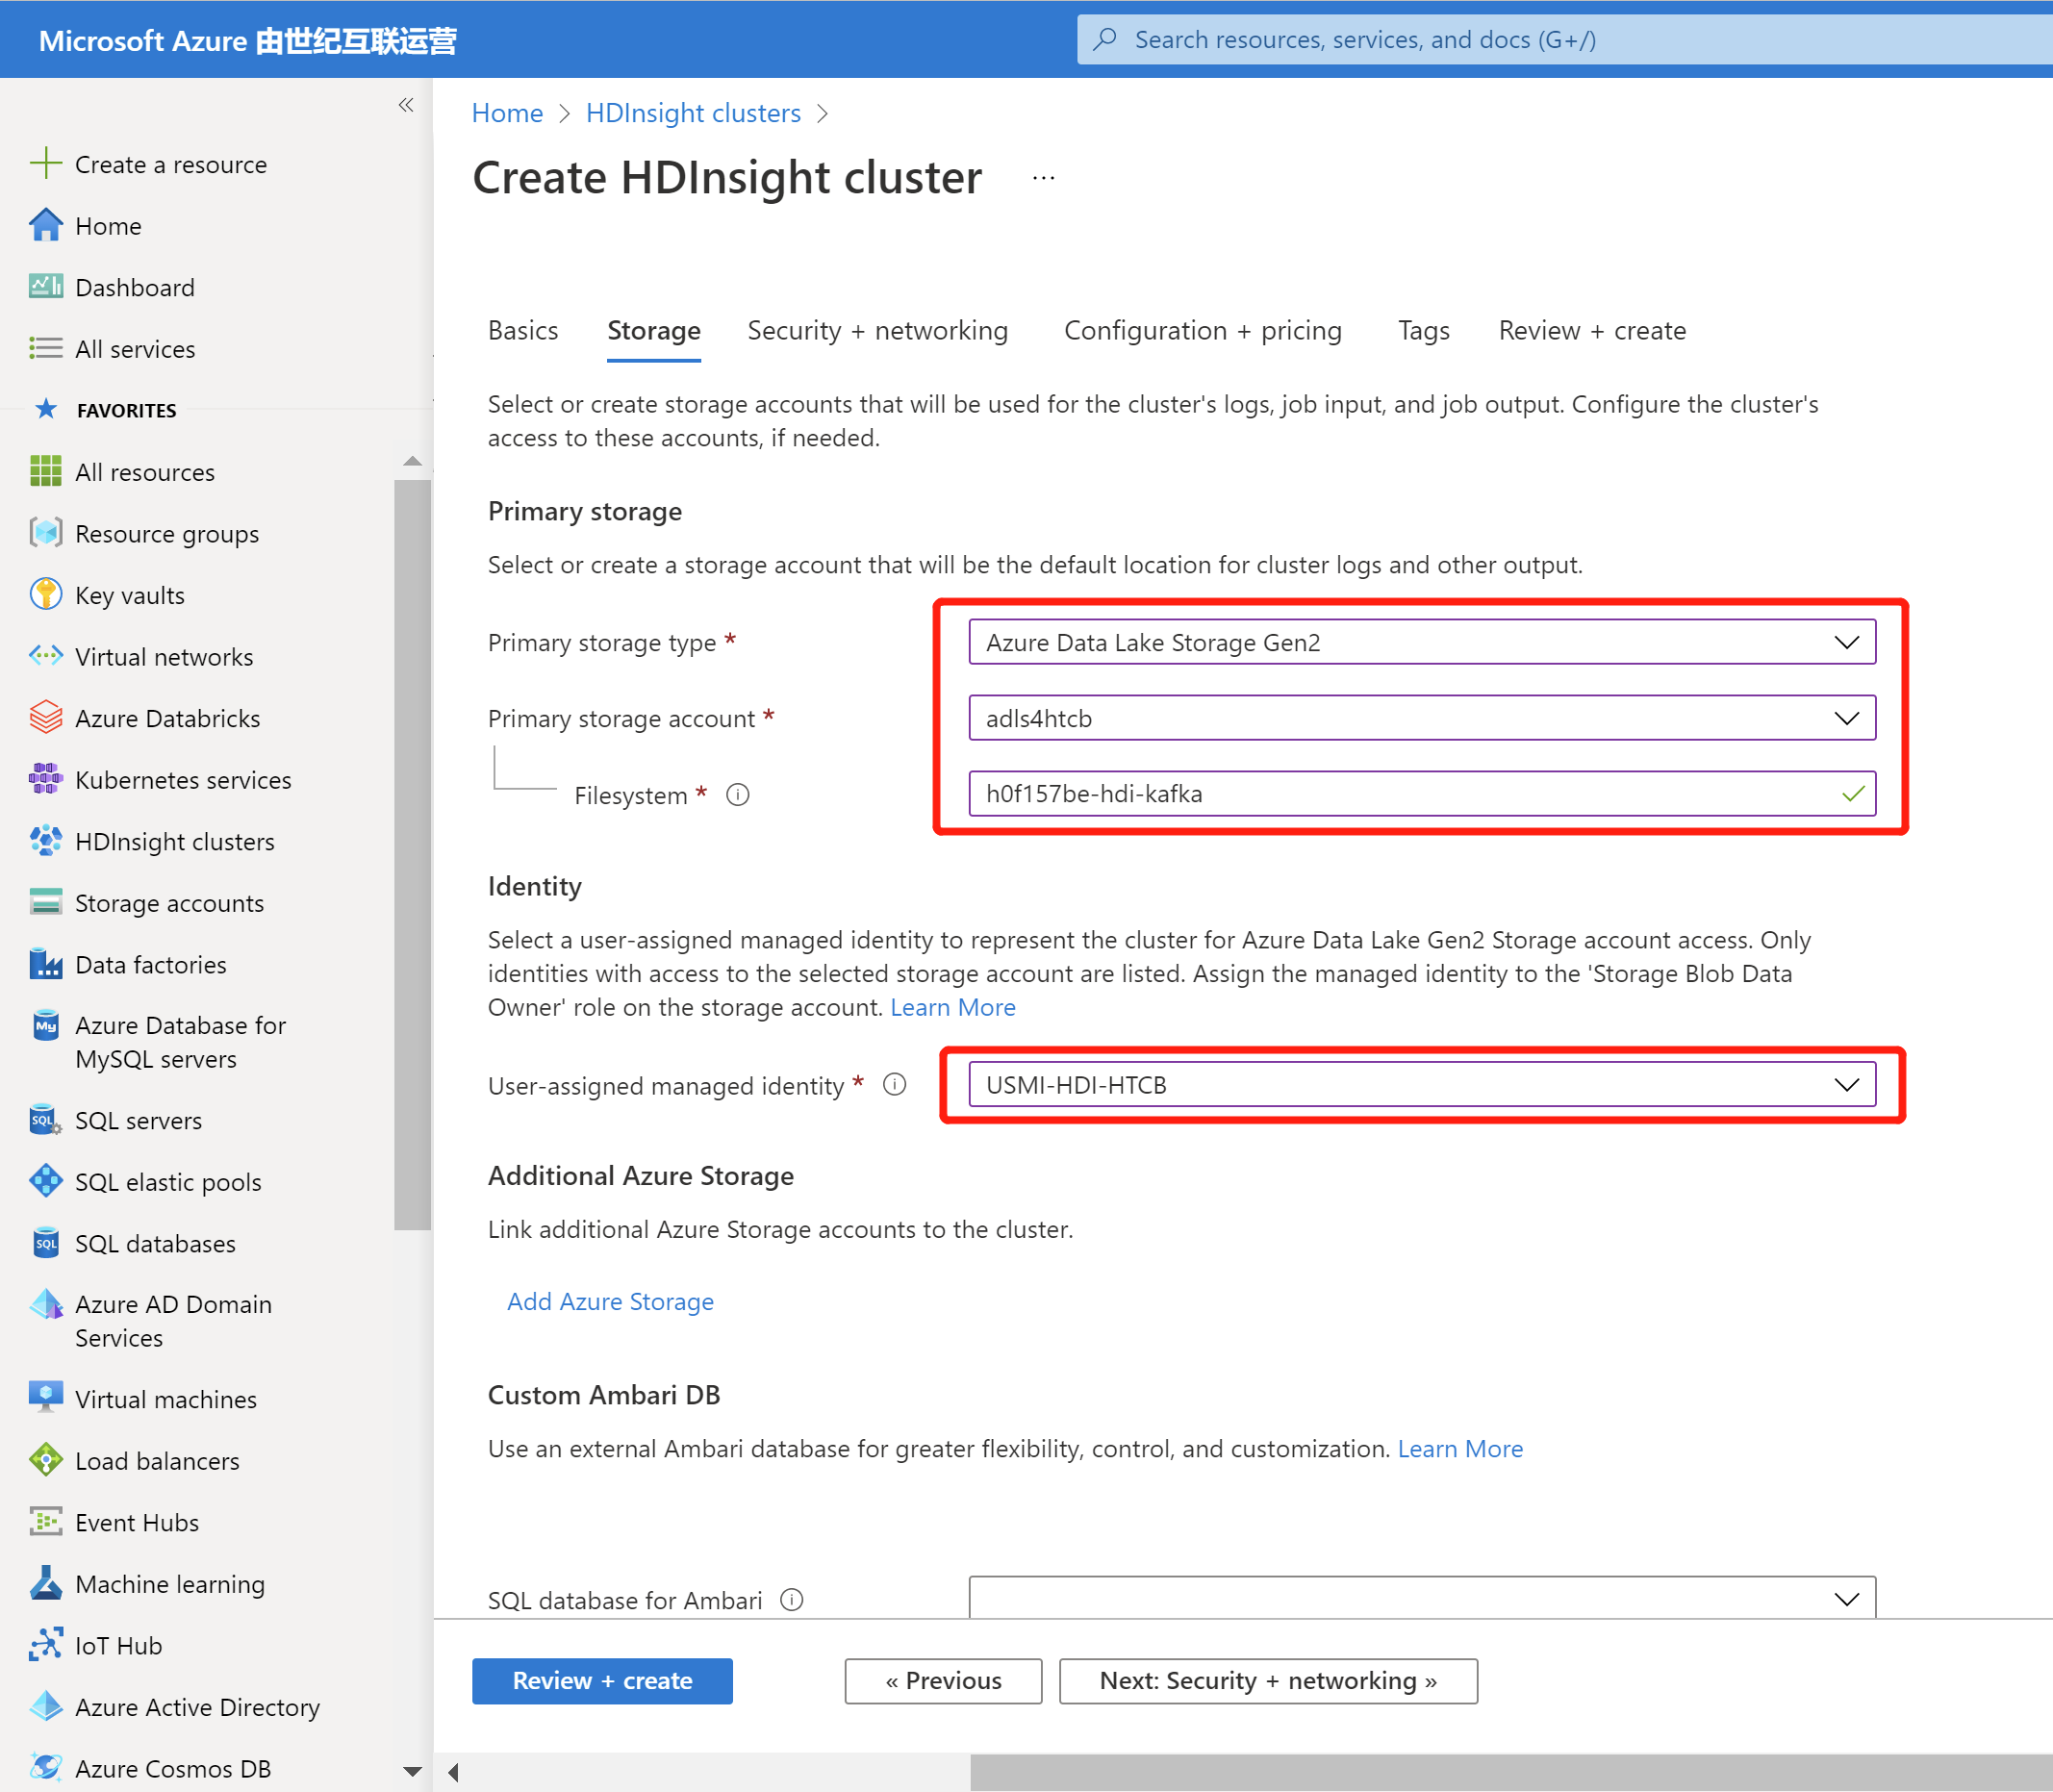 Microsoft Azure 由世纪互联运营
Search resources, services, and docs (G+/)
Create a resource
Home
Dashboard
All services
FAVORITES
All resources
Resource groups
Key vaults
Virtual networks
Azure Databricks
Kubernetes services
HDInsight clusters
Storage accounts
Data factories
Azure Database for
MySQL servers
SQL servers
SQL elastic pools
SQL databases
Azure AD Domain
Services
Virtual machines
Load balancers
Event Hubs
Machine learning
IoT Hub
Azure Active Directory
Azure Cosmos DB
Home > HDInsight clusters >
Create HDInsight cluster ...
Basics Storage Security + networking Configuration + pricing Tags Review + create
Select or create storage accounts that will be used for the cluster's logs, job input, and job output. Configure the cluster's
access to these accounts, if needed.
Primary storage
Select or create a storage account that will be the default location for cluster logs and other output.
Primary storage type * Azure Data Lake Storage Gen2
Primary storage account * adls4htcb
Filesystem * h0f157be-hdi-kafka
Identity
Select a user-assigned managed identity to represent the cluster for Azure Data Lake Gen2 Storage account access. Only
identities with access to the selected storage account are listed. Assign the managed identity to the 'Storage Blob Data
Owner' role on the storage account. Learn More
User-assigned managed identity * USMI-HDI-HTCB
Additional Azure Storage
Link additional Azure Storage accounts to the cluster.
Add Azure Storage
Custom Ambari DB
Use an external Ambari database for greater flexibility, control, and customization. Learn More
SQL database for Ambari
Review + create « Previous Next: Security + networking »